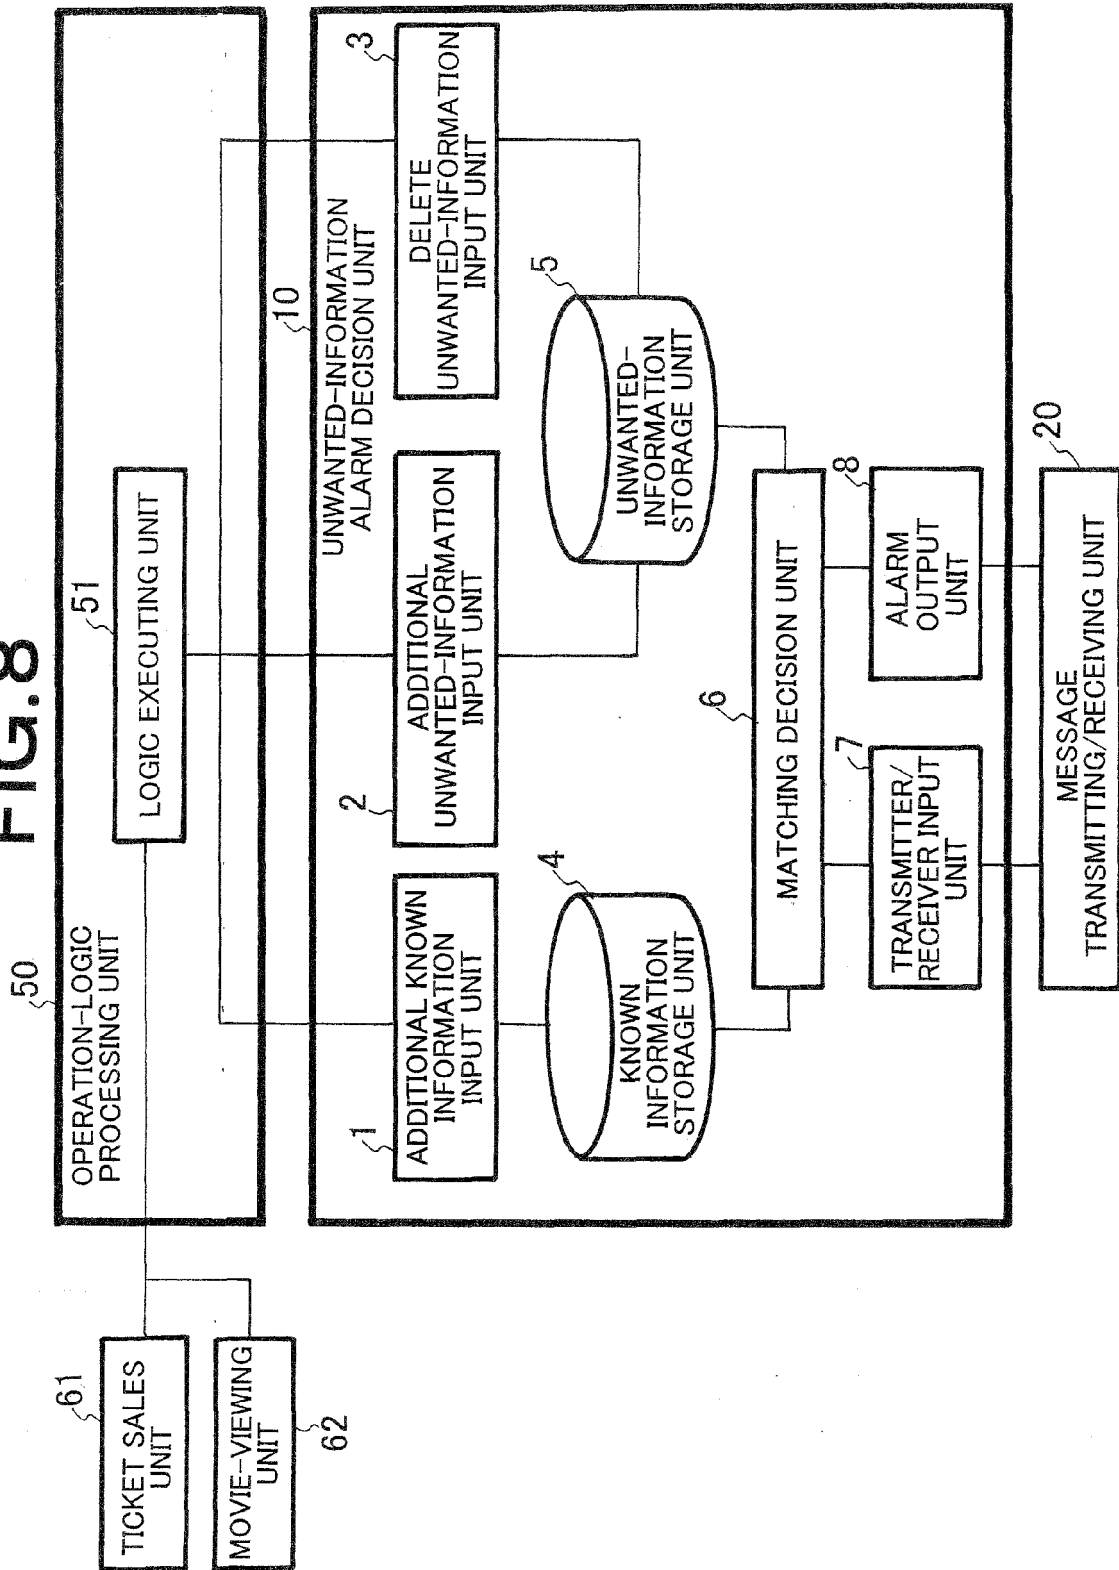 FIG.8
50
OPERATION-LOGIC
PROCESSING UNIT
51
LOGIC EXECUTING UNIT
61
TICKET SALES
UNIT
MOVIE-VIEWING
UNIT
62
10
UNWANTED-INFORMATION
ALARM DECISION UNIT
1
ADDITIONAL KNOWN
INFORMATION
INPUT UNIT
2
ADDITIONAL
UNWANTED-INFORMATION
INPUT UNIT
3
DELETE
UNWANTED-INFORMATION
INPUT UNIT
4
KNOWN
INFORMATION
STORAGE UNIT
5
UNWANTED-
INFORMATION
STORAGE UNIT
6
MATCHING DECISION UNIT
7
TRANSMITTER/
RECEIVER INPUT
UNIT
8
ALARM
OUTPUT
UNIT
20
MESSAGE
TRANSMITTING/RECEIVING UNIT